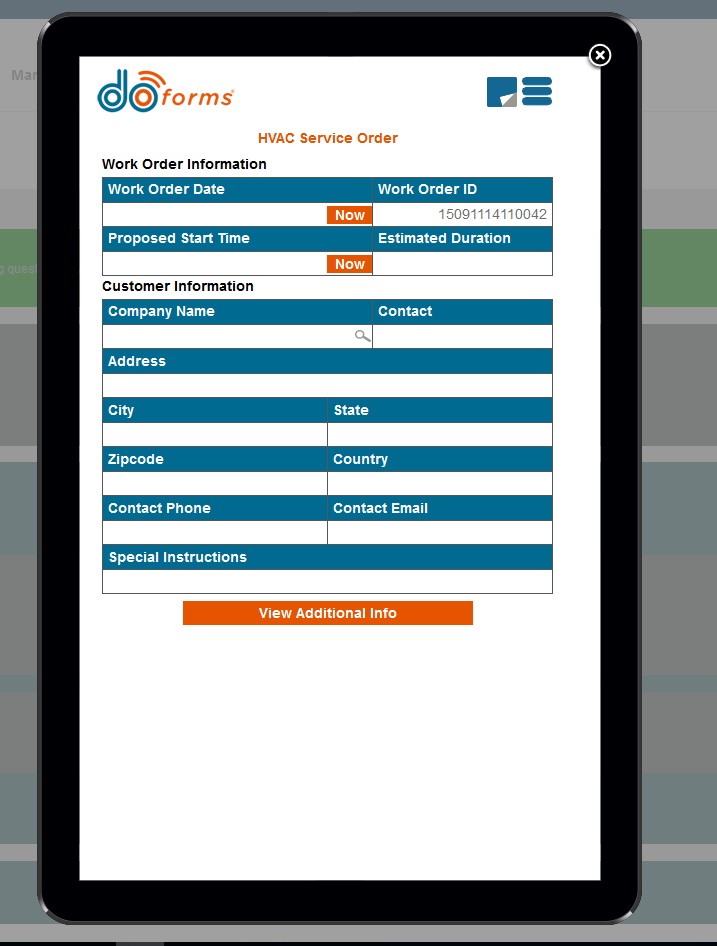 Mar
g quest
doforms
HVAC Service Order
Work Order Information
Work Order Date Work Order ID
Now 15091114110042
Proposed Start Time Estimated Duration
Now
Customer Information
Company Name Contact
Address
City State
Zipcode Country
Contact Phone Contact Email
Special Instructions
View Additional Info